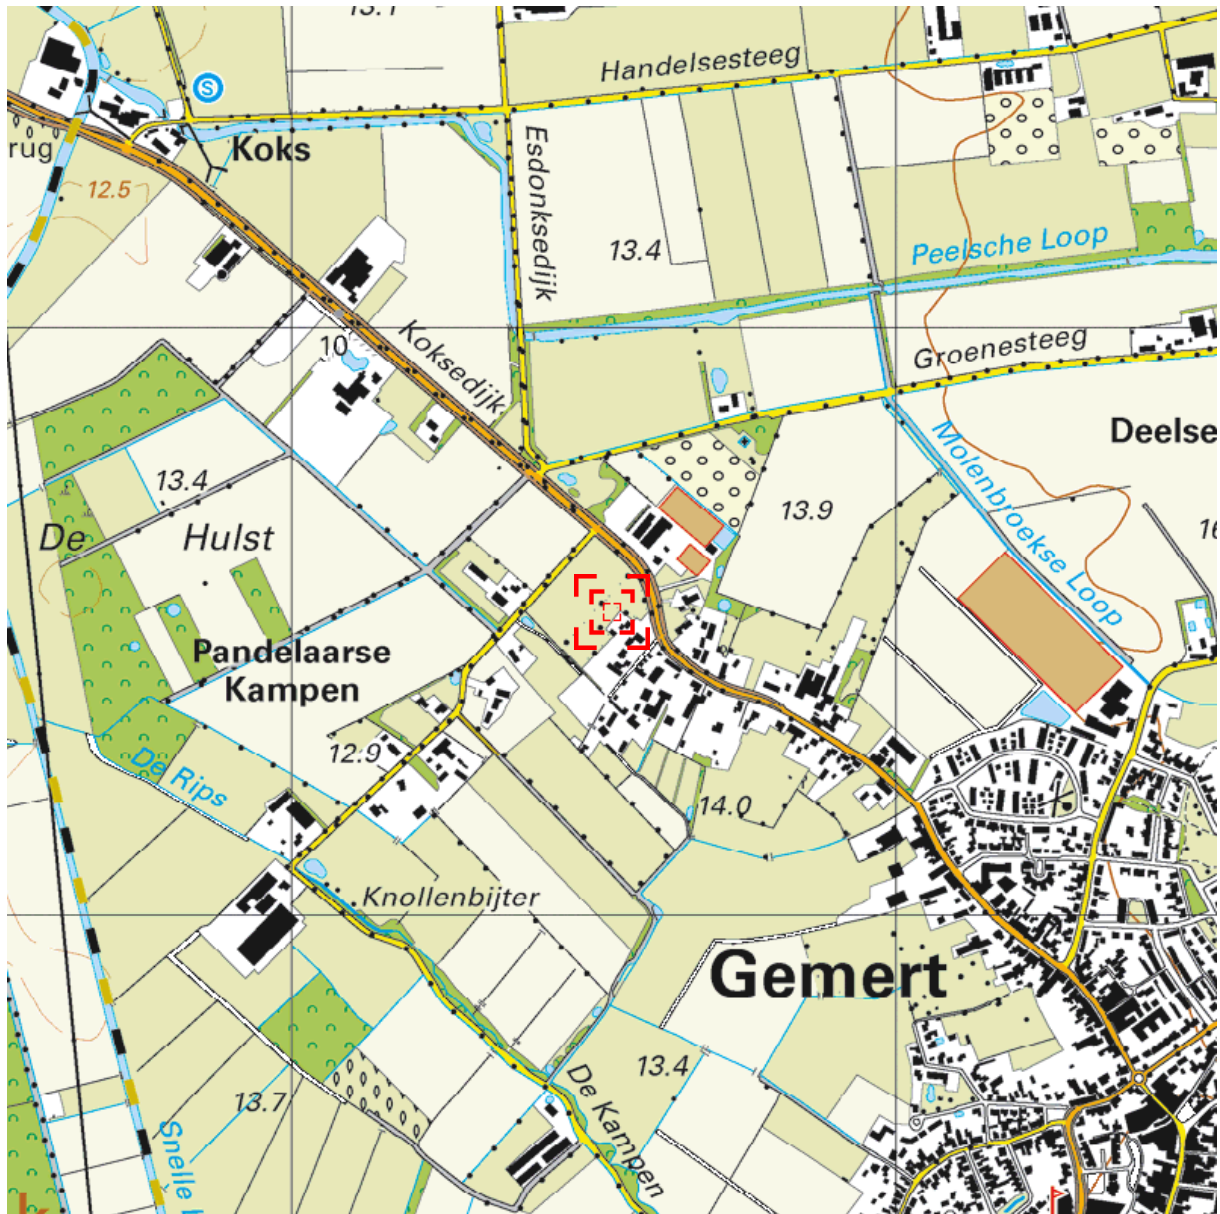 13.1
Handelsesteeg
S
Koks
rug
12.5
Esdonksedijk
13.4
Peelsche Loop
10
Koksedijk
Groenesteeg
Deelse
Molenbroekse Loop
13.4
13.9
De Hulst
Pandelaarse
Kampen
12.9
De Rips
14.0
Knollenbijter
Gemert
13.4
De Kampen
13.7
Snelle